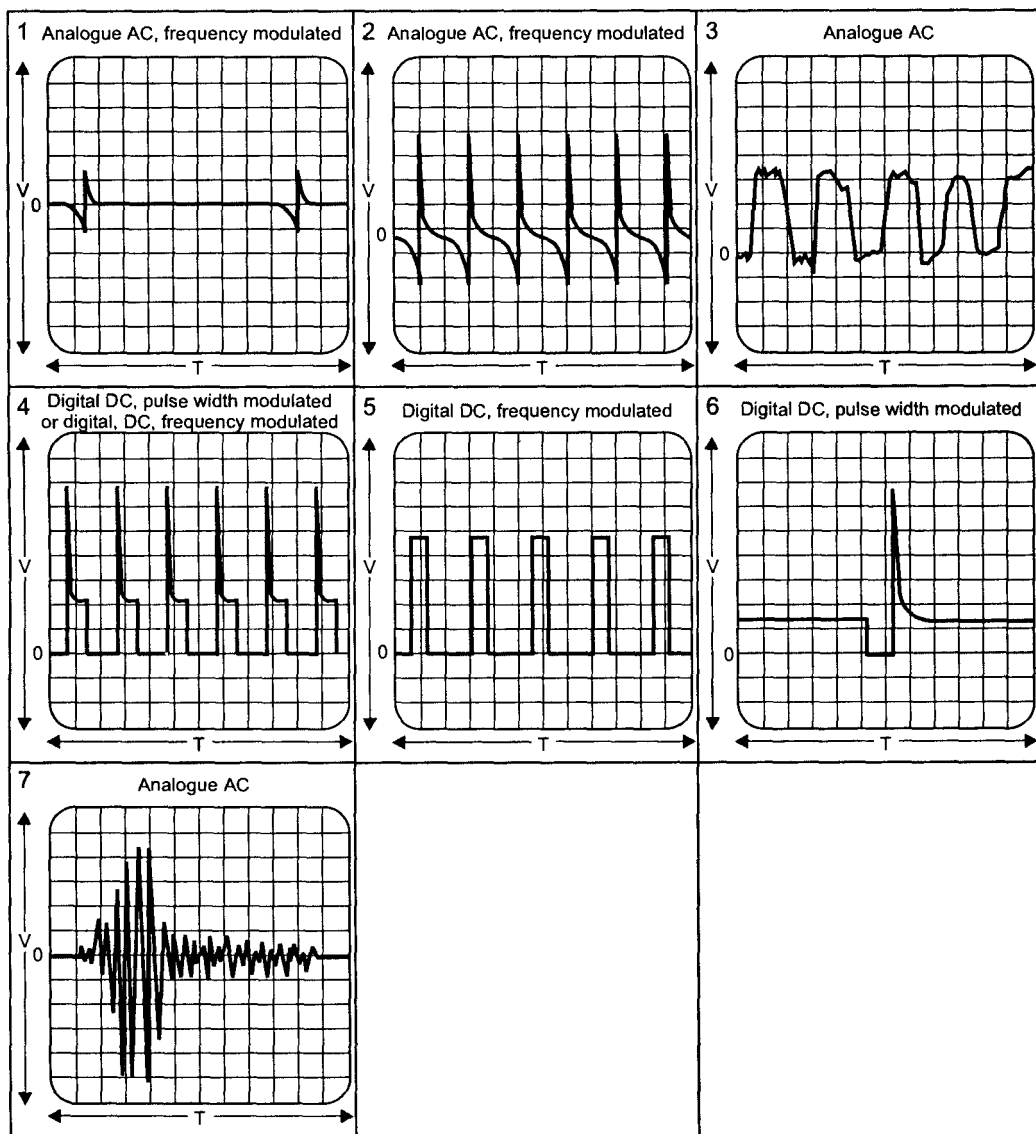 1 Analogue AC, frequency modulated
V
0
T
2 Analogue AC, frequency modulated
V
0
T
3 Analogue AC
V
0
T
4 Digital DC, pulse width modulated
or digital, DC, frequency modulated
V
0
T
5 Digital DC, frequency modulated
V
0
T
6 Digital DC, pulse width modulated
V
0
T
7 Analogue AC
V
0
T